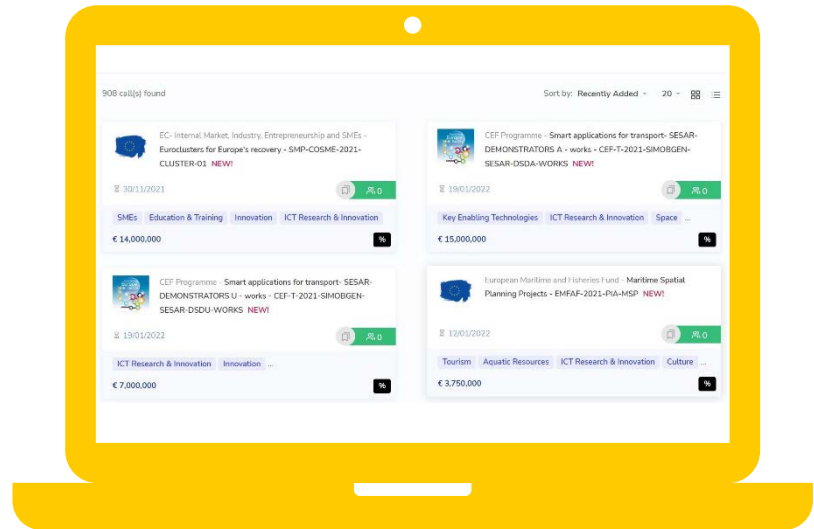 908 call(s) found
Sort by: Recently Added 20
EC- Internal Market, Industry, Entrepreneurship and SMEs -
Euroclusters for Europe's recovery - SMP-COSME-2021-
CLUSTER-01 NEW!
30/11/2021
0
SMEs Education & Training Innovation ICT Research & Innovation
€ 14,000,000
%
CEF Programme - Smart applications for transport- SESAR-
DEMONSTRATORS A - works - CEF-T-2021-SIMOBGEN-
SESAR-DSDA-WORKS NEW!
19/01/2022
0
Key Enabling Technologies ICT Research & Innovation Space ...
€ 15,000,000
%
CEF Programme - Smart applications for transport- SESAR-
DEMONSTRATORS U - works - CEF-T-2021-SIMOBGEN-
SESAR-DSDU-WORKS NEW!
19/01/2022
0
ICT Research & Innovation Innovation ...
€ 7,000,000
%
European Maritime and Fisheries Fund - Maritime Spatial
Planning Projects - EMFAF-2021-PIA-MSP NEW!
12/01/2022
0
Tourism Aquatic Resources ICT Research & Innovation Culture ...
€ 3,750,000
%